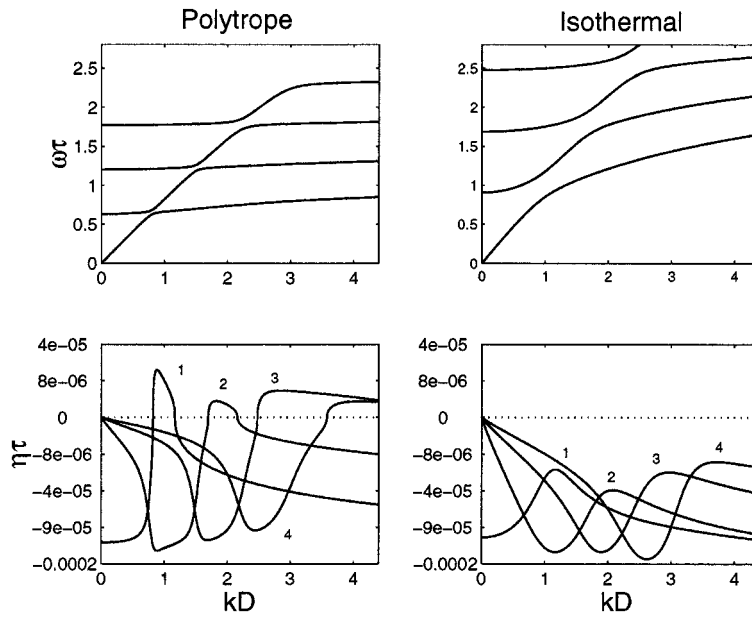 Polytrope
Isothermal
2.5
2
1.5
1
0.5
0
ωτ
0 1 2 3 4
2.5
2
1.5
1
0.5
0
0 1 2 3 4
4e-05
8e-06
0
-8e-06
-4e-05
-9e-05
-0.0002
ητ
1
2
3
4
0 1 2 3 4
kD
4e-05
8e-06
0
-8e-06
-4e-05
-9e-05
-0.0002
1
2
3
4
0 1 2 3 4
kD